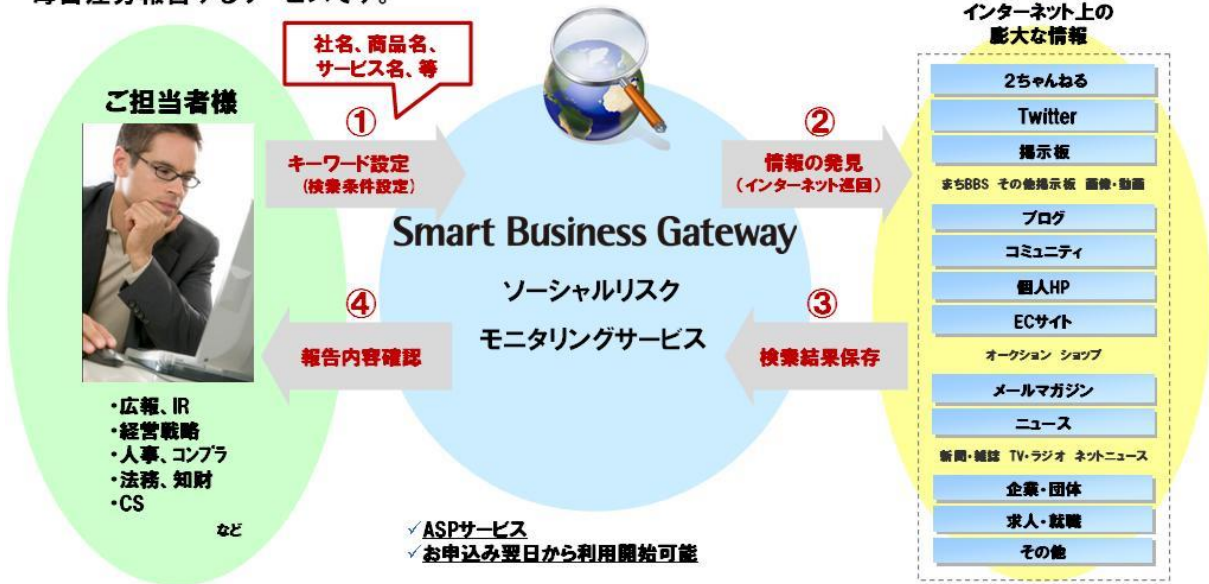 インターネット上の
膨大な情報
社名、商品名、
サービス名、等
ご担当者様
①
キーワード設定
(検索条件設定)
②
情報の発見
(インターネット巡回)
Smart Business Gateway
ソーシャルリスク
モニタリングサービス
③
検索結果保存
④
報告内容確認
・広報、IR
・経営戦略
・人事、コンプラ
・法務、知財
・CS
など
✓ASPサービス
✓お申込み翌日から利用開始可能
2ちゃんねる
Twitter
掲示板
まちBBS その他掲示板 画像・動画
ブログ
コミュニティ
個人HP
ECサイト
オークション ショップ
メールマガジン
ニュース
新聞・雑誌 TV・ラジオ ネットニュース
企業・団体
求人・就職
その他